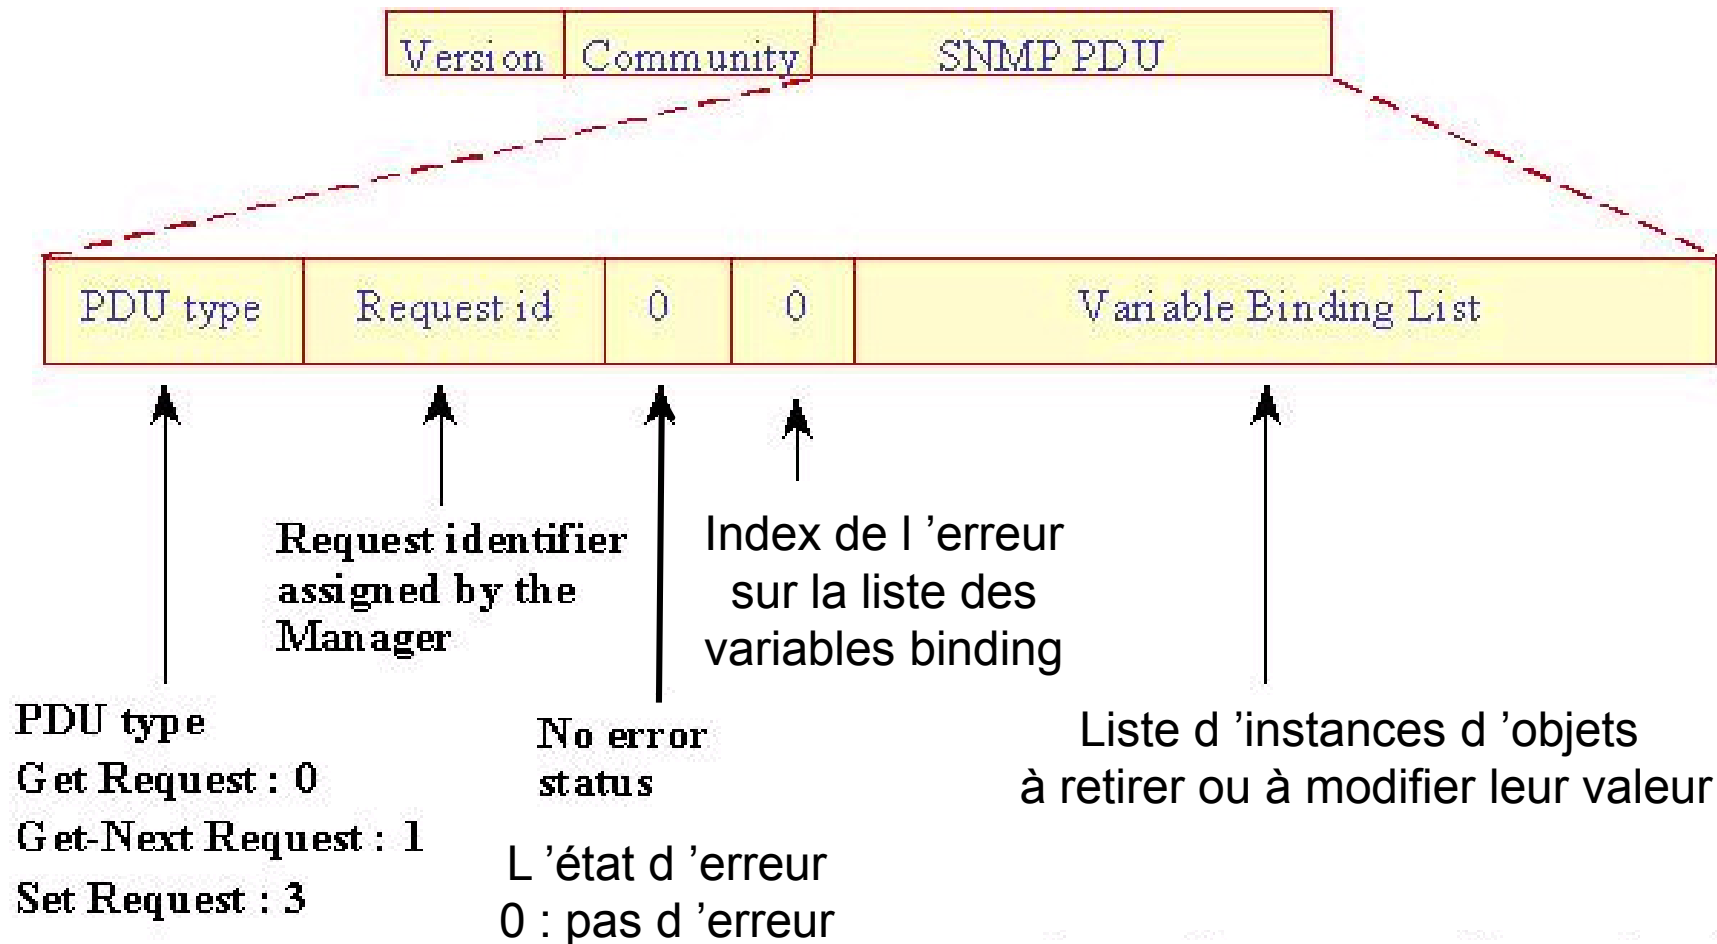 Version Community SNMP PDU
PDU type Request id 0 0 Variable Binding List
Request identifier
assigned by the
Manager
Index de l ’erreur
sur la liste des
variables binding
PDU type
Get Request : 0
Get-Next Request : 1
Set Request : 3
No error
status
L ’état d ’erreur
0 : pas d ’erreur
Liste d ’instances d ’objets
à retirer ou à modifier leur valeur